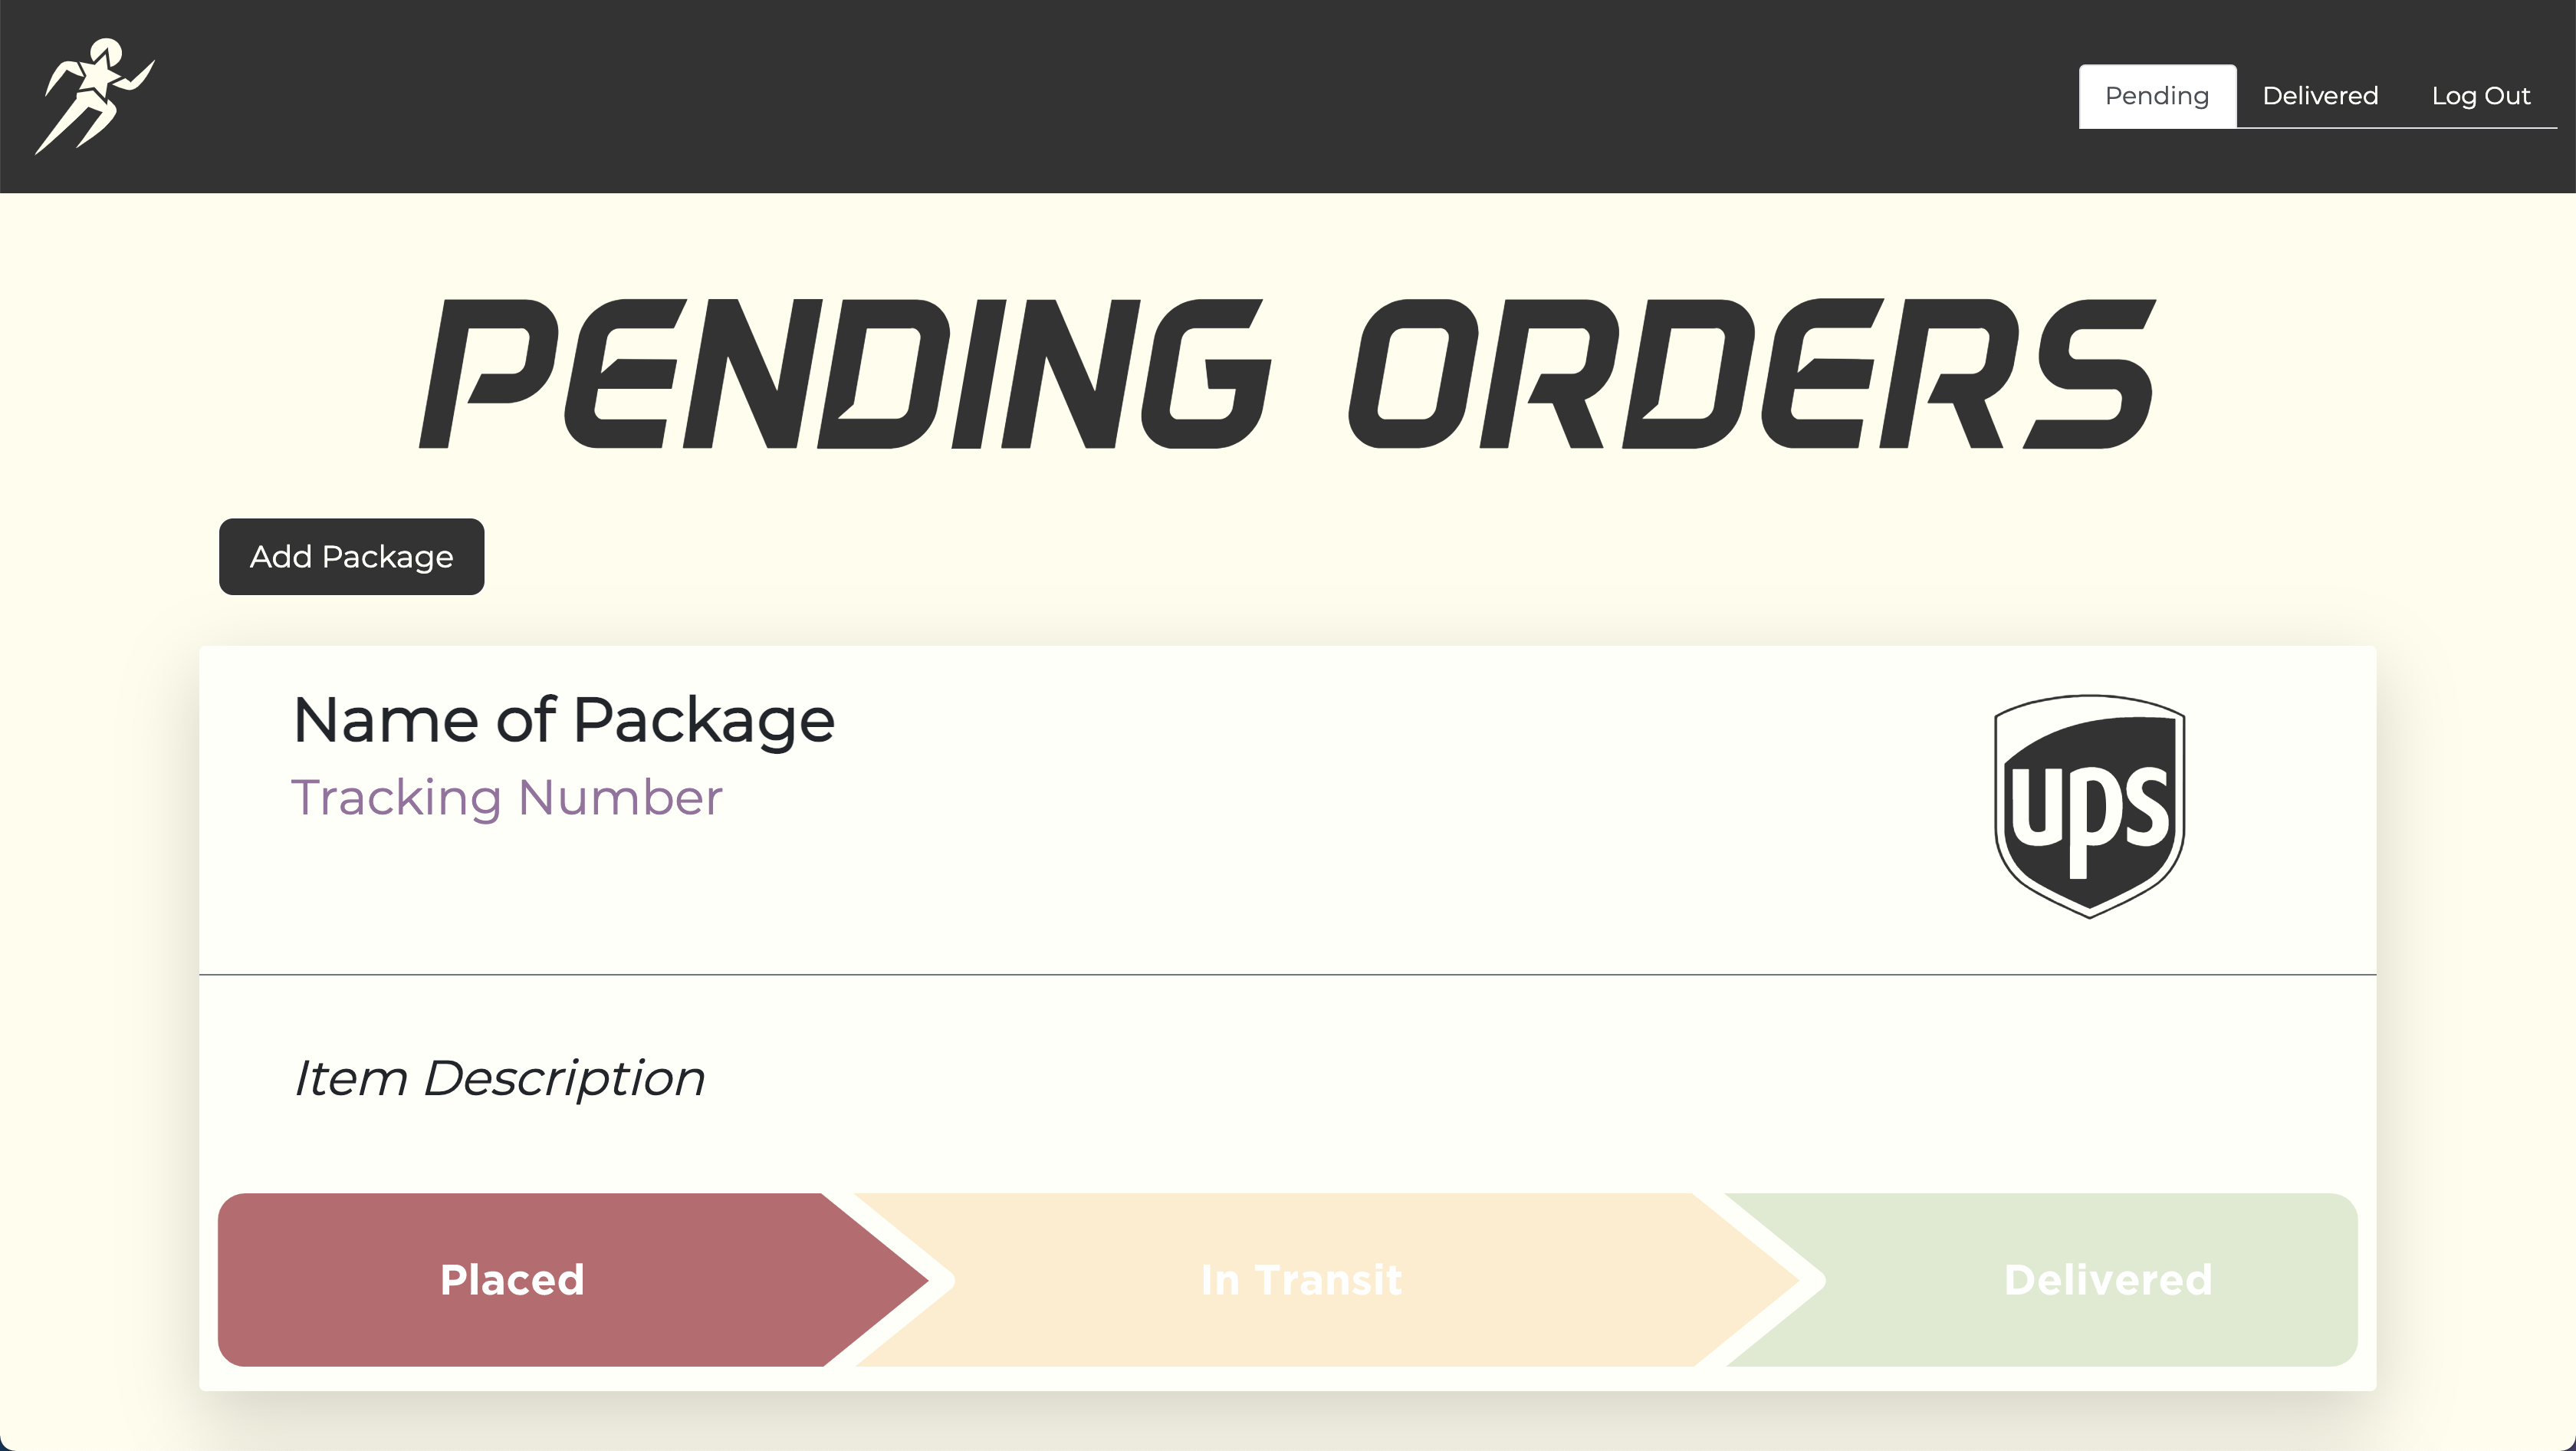 Pending Delivered Log Out
PENDING ORDERS
Add Package
Name of Package
Tracking Number
ups
Item Description
Placed In Transit Delivered